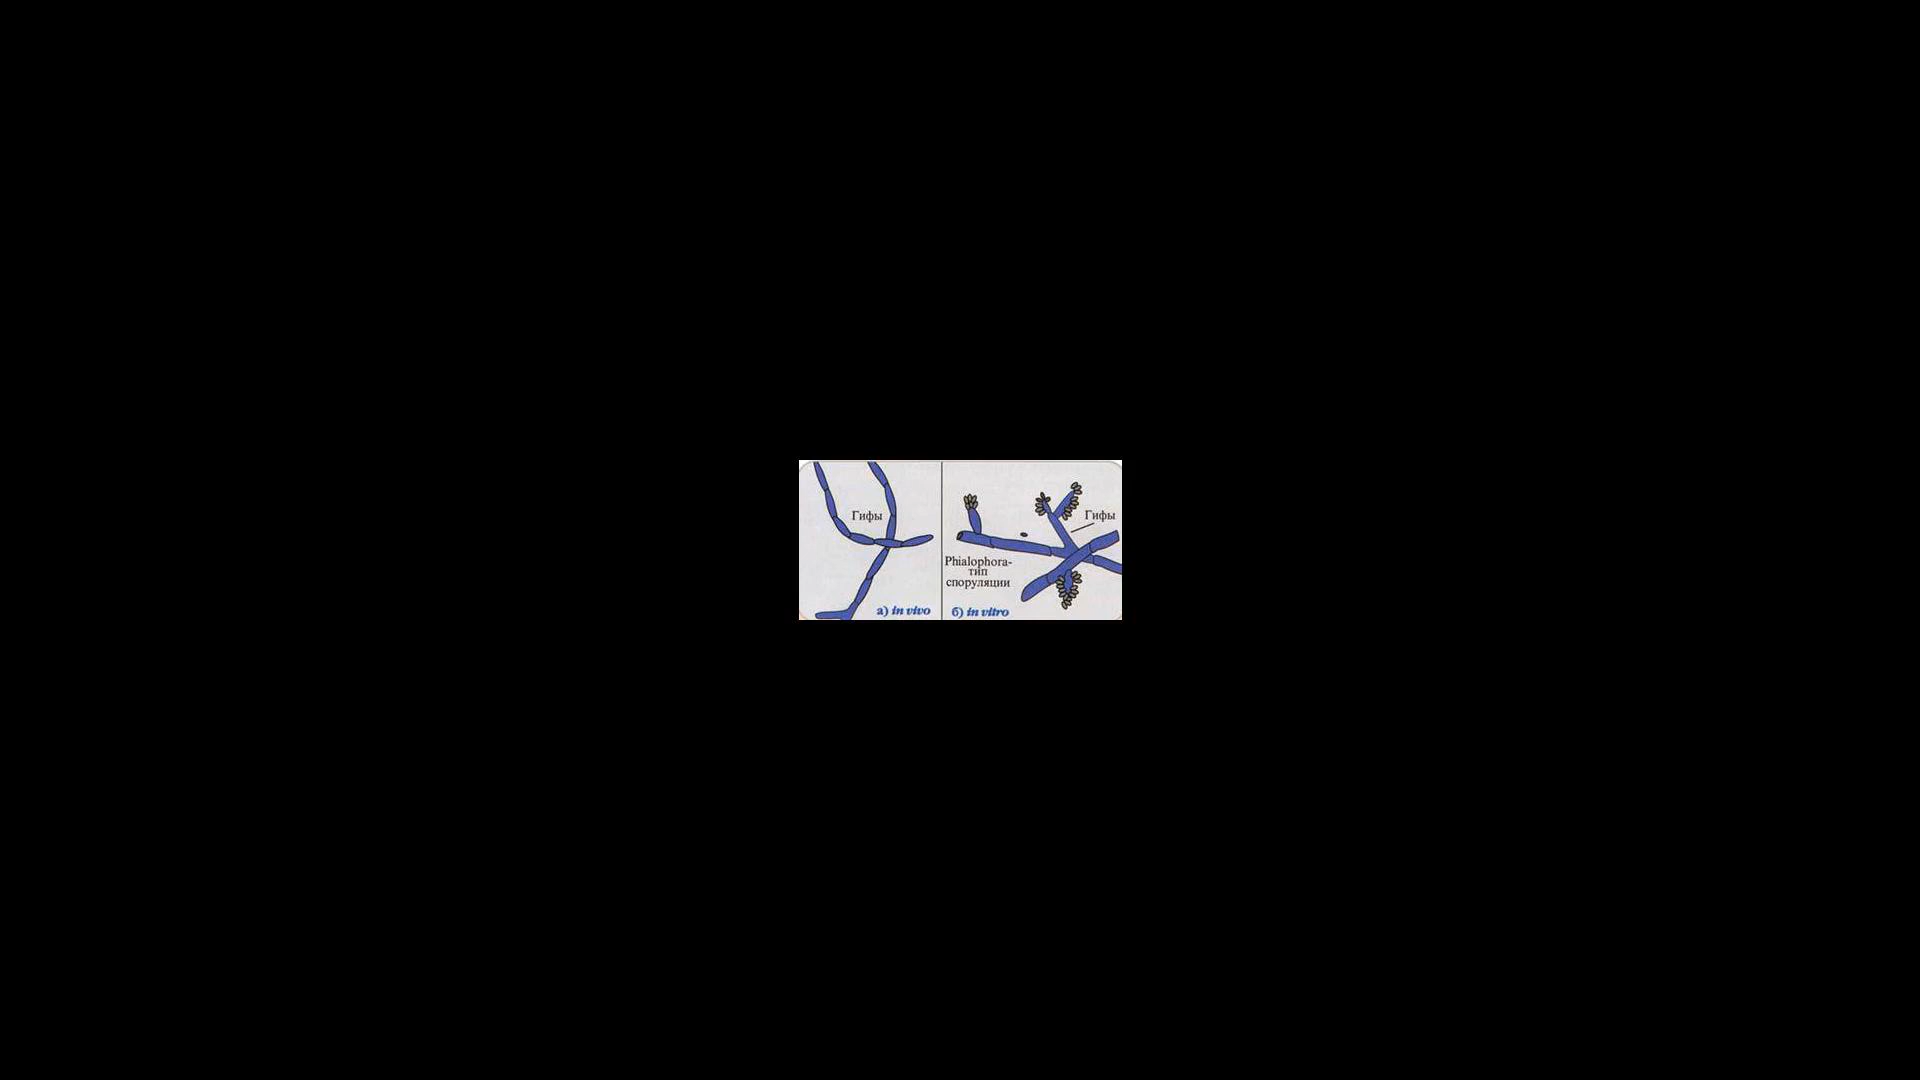 Гифы
а) in vivo
Гифы
Phialophora-
тип
споруляции
б) in vitro